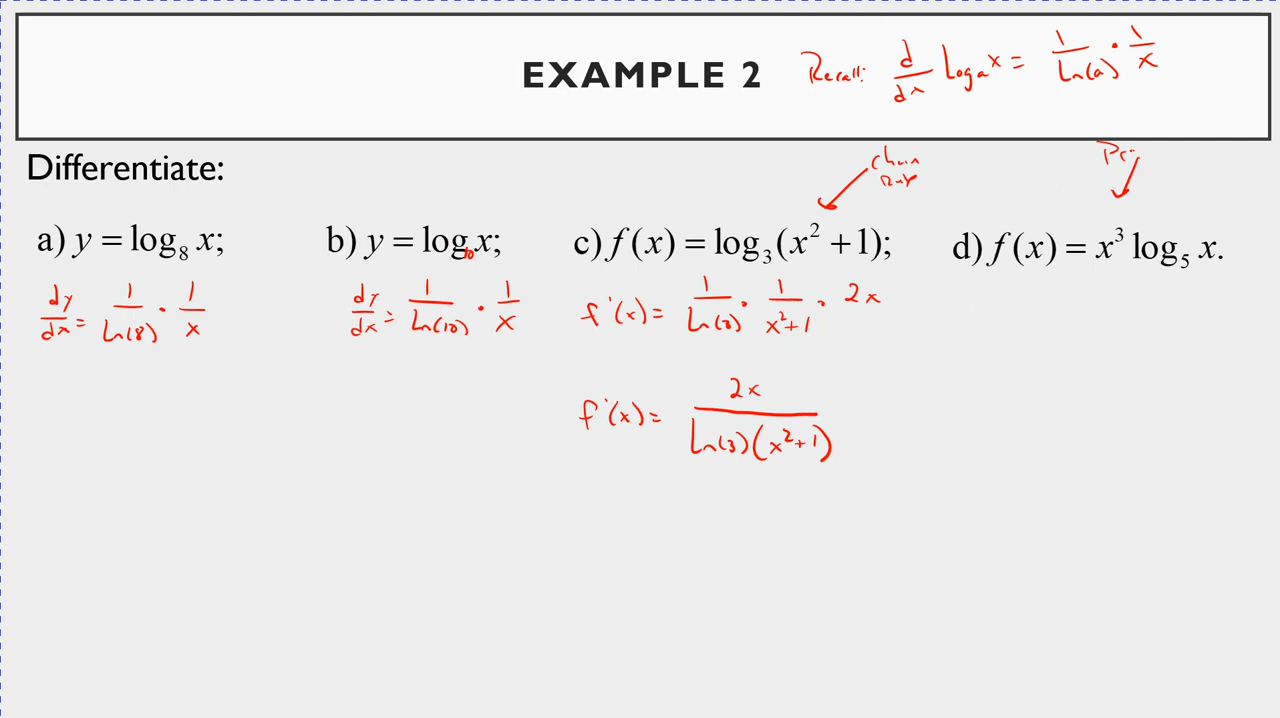 EXAMPLE 2
Recall: d/dx logₐ x = 1/ln(a) · 1/x
Differentiate:
Chain Rule
a) y = log₈ x;
b) y = log₁₀ x;
c) f(x) = log₃(x² + 1);
d) f(x) = x³ log₅ x.
dy/dx = 1/ln(8) · 1/x
dy/dx = 1/ln(10) · 1/x
f'(x) = 1/ln(3) · 1/x²+1 · 2x
f'(x) = 2x/ln(3)(x²+1)